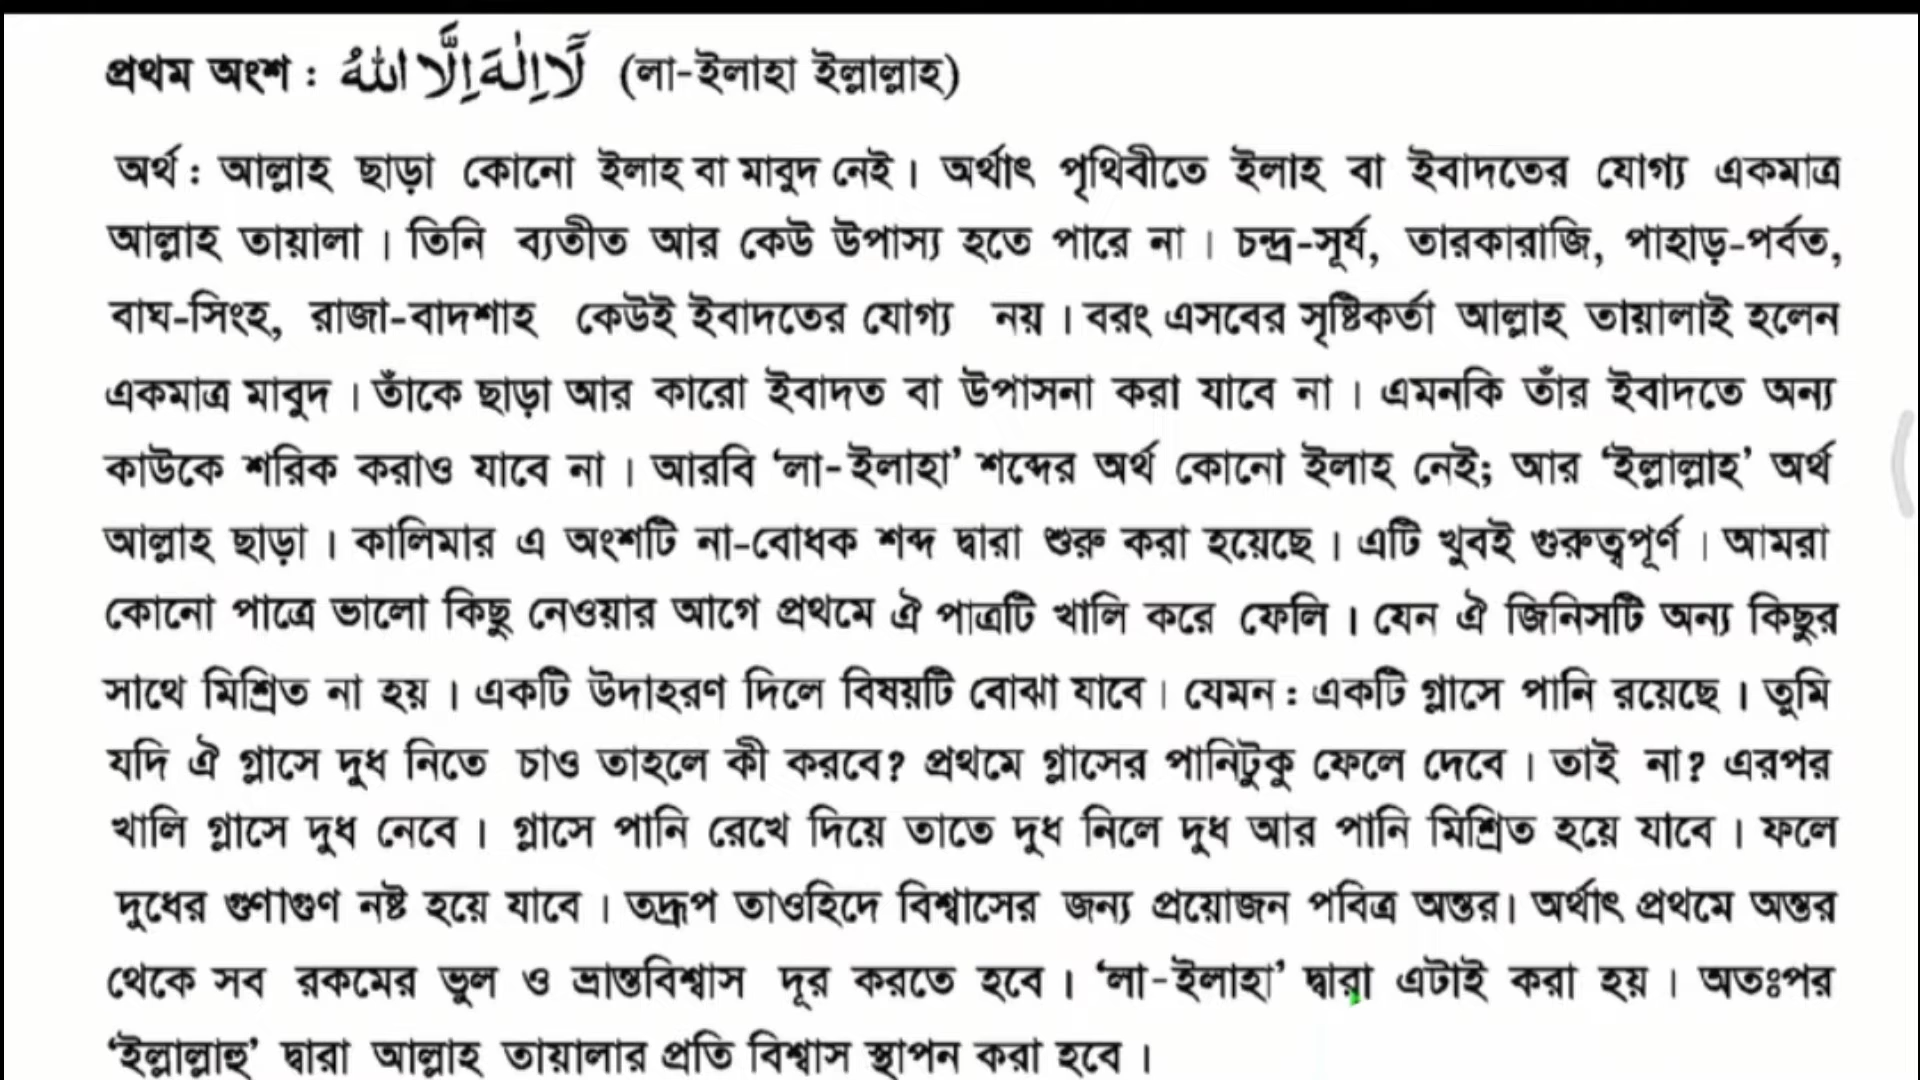 প্রথম অংশ : لَا اِلٰهَ اِلَّا اللهُ (লা-ইলাহা ইল্লাল্লাহ)
অর্থ : আল্লাহ ছাড়া কোনো ইলাহ বা মাবুদ নেই। অর্থাৎ পৃথিবীতে ইলাহ বা ইবাদতের যোগ্য একমাত্র
আল্লাহ তায়ালা। তিনি ব্যতীত আর কেউ উপাস্য হতে পারে না। চন্দ্র-সূর্য, তারকারাজি, পাহাড়-পর্বত,
বাঘ-সিংহ, রাজা-বাদশাহ কেউই ইবাদতের যোগ্য নয়। বরং এসবের সৃষ্টিকর্তা আল্লাহ তায়ালাই হলেন
একমাত্র মাবুদ। তাঁকে ছাড়া আর কারো ইবাদত বা উপাসনা করা যাবে না। এমনকি তাঁর ইবাদতে অন্য
কাউকে শরিক করাও যাবে না। আরবি ‘লা-ইলাহা’ শব্দের অর্থ কোনো ইলাহ নেই; আর ‘ইল্লাল্লাহ’ অর্থ
আল্লাহ ছাড়া। কালিমার এ অংশটি না-বোধক শব্দ দ্বারা শুরু করা হয়েছে। এটি খুবই গুরুত্বপূর্ণ। আমরা
কোনো পাত্রে ভালো কিছু নেওয়ার আগে প্রথমে ঐ পাত্রটি খালি করে ফেলি। যেন ঐ জিনিসটি অন্য কিছুর
সাথে মিশ্রিত না হয়। একটি উদাহরণ দিলে বিষয়টি বোঝা যাবে। যেমন : একটি গ্লাসে পানি রয়েছে। তুমি
যদি ঐ গ্লাসে দুধ নিতে চাও তাহলে কী করবে? প্রথমে গ্লাসের পানিটুকু ফেলে দেবে। তাই না? এরপর
খালি গ্লাসে দুধ নেবে। গ্লাসে পানি রেখে দিয়ে তাতে দুধ নিলে দুধ আর পানি মিশ্রিত হয়ে যাবে। ফলে
দুধের গুণাগুণ নষ্ট হয়ে যাবে। তদ্রূপ তাওহিদে বিশ্বাসের জন্য প্রয়োজন পবিত্র অন্তর। অর্থাৎ প্রথমে অন্তর
থেকে সব রকমের ভুল ও ভ্রান্তবিশ্বাস দূর করতে হবে। ‘লা-ইলাহা’ দ্বারা এটাই করা হয়। অতঃপর
‘ইল্লাল্লাহু’ দ্বারা আল্লাহ তায়ালার প্রতি বিশ্বাস স্থাপন করা হবে।